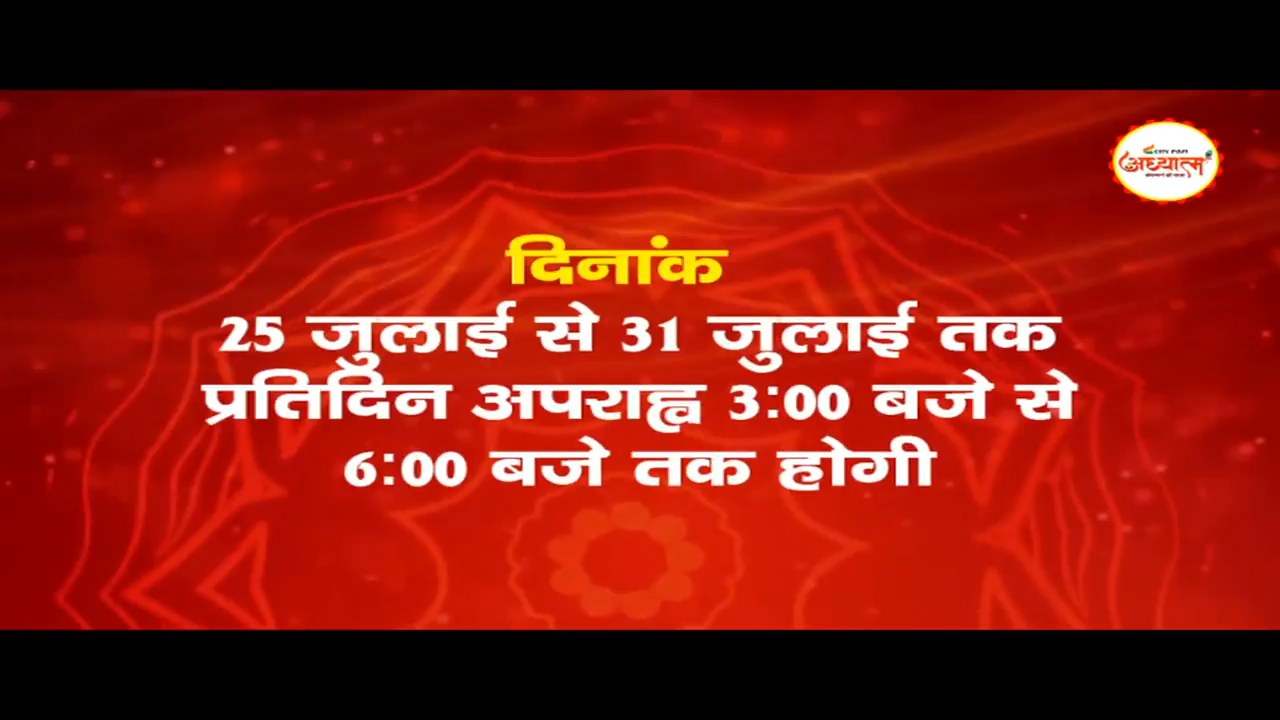 अध्यात्म
दिनांक
25 जुलाई से 31 जुलाई तक
प्रतिदिन अपराह्न 3:00 बजे से
6:00 बजे तक होगी